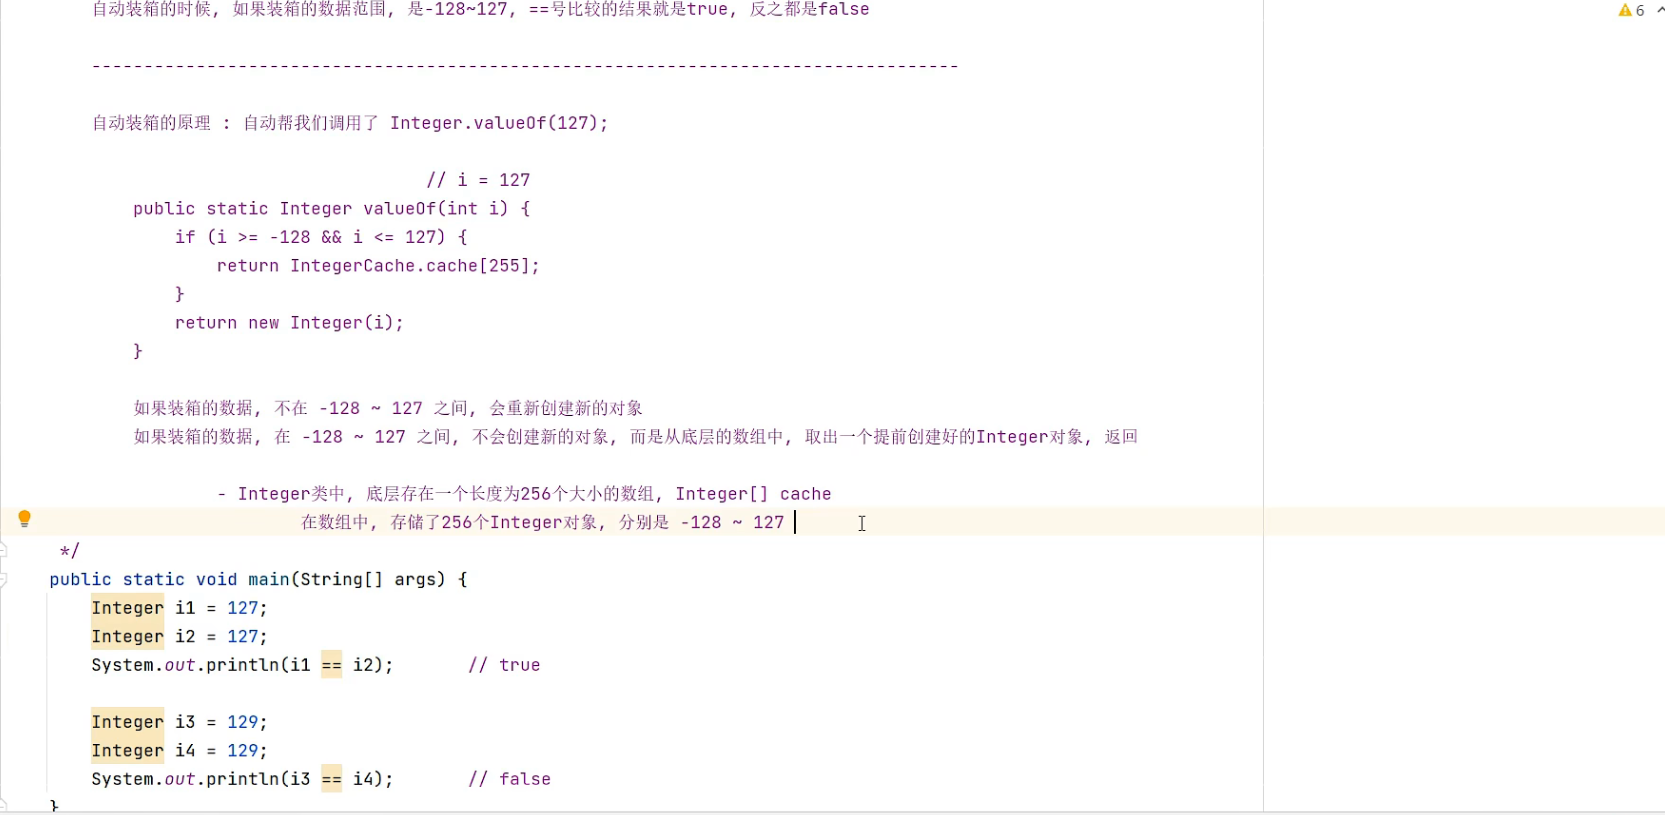 自动装箱的时候, 如果装箱的数据范围, 是-128~127, ==号比较的结果就是true, 反之都是false
6
-----------------------------------------------------------------------------------
自动装箱的原理 : 自动帮我们调用了 Integer.valueOf(127);
// i = 127
public static Integer valueOf(int i) {
if (i >= -128 && i <= 127) {
return IntegerCache.cache[255];
}
return new Integer(i);
}
如果装箱的数据, 不在 -128 ~ 127 之间, 会重新创建新的对象
如果装箱的数据, 在 -128 ~ 127 之间, 不会创建新的对象, 而是从底层的数组中, 取出一个提前创建好的Integer对象, 返回
- Integer类中, 底层存在一个长度为256个大小的数组, Integer[] cache
在数组中, 存储了256个Integer对象, 分别是 -128 ~ 127
*/
public static void main(String[] args) {
Integer i1 = 127;
Integer i2 = 127;
System.out.println(i1 == i2); // true
Integer i3 = 129;
Integer i4 = 129;
System.out.println(i3 == i4); // false
}